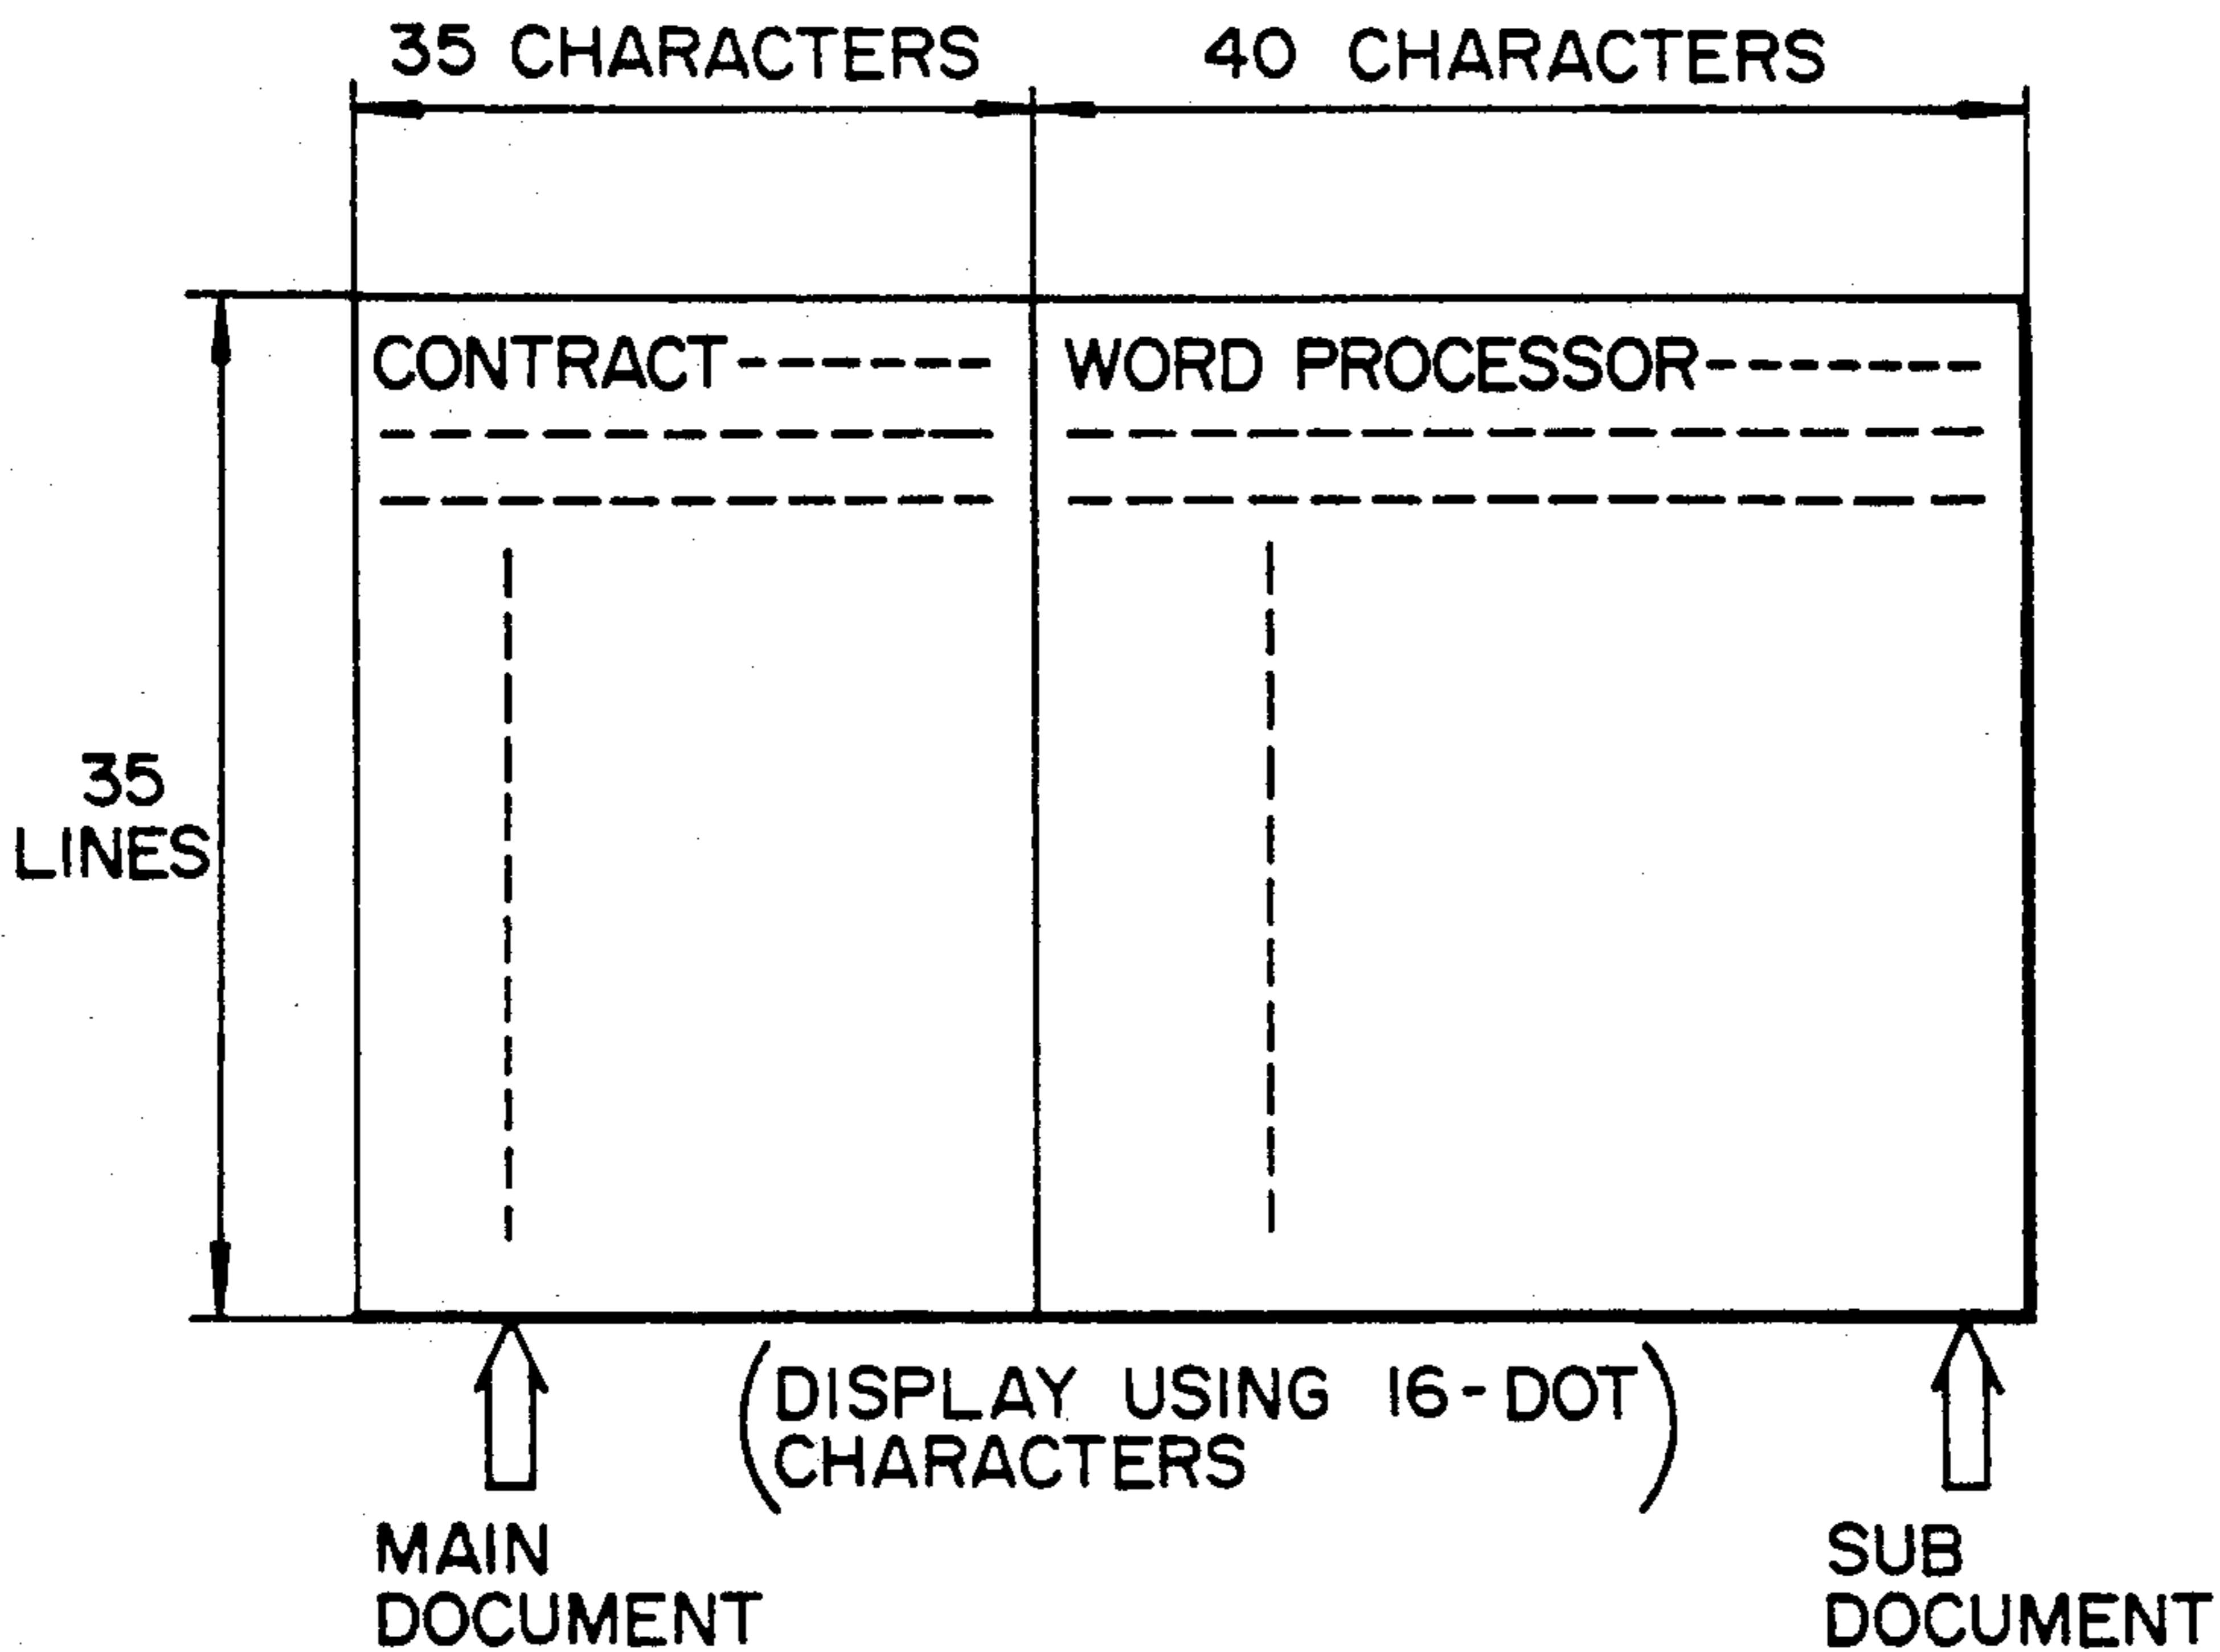 35 CHARACTERS 40 CHARACTERS
CONTRACT------ WORD PROCESSOR-------
35
LINES
(DISPLAY USING 16-DOT
CHARACTERS)
MAIN
DOCUMENT
SUB
DOCUMENT